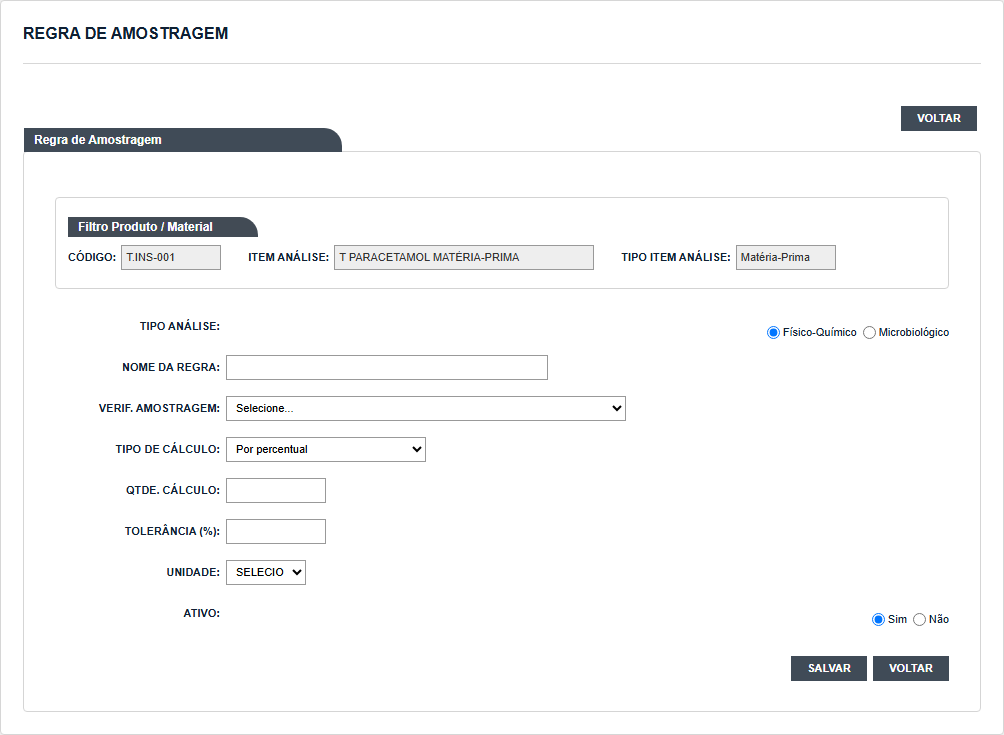 REGRA DE AMOSTRAGEM
VOLTAR
Regra de Amostragem
Filtro Produto / Material
CÓDIGO: T.INS-001 ITEM ANÁLISE: T PARACETAMOL MATÉRIA-PRIMA TIPO ITEM ANÁLISE: Matéria-Prima
TIPO ANÁLISE: Físico-Químico Microbiológico
NOME DA REGRA:
VERIF. AMOSTRAGEM: Selecione...
TIPO DE CÁLCULO: Por percentual
QTDE. CÁLCULO:
TOLERÂNCIA (%):
UNIDADE: SELECIO
ATIVO: Sim Não
SALVAR VOLTAR